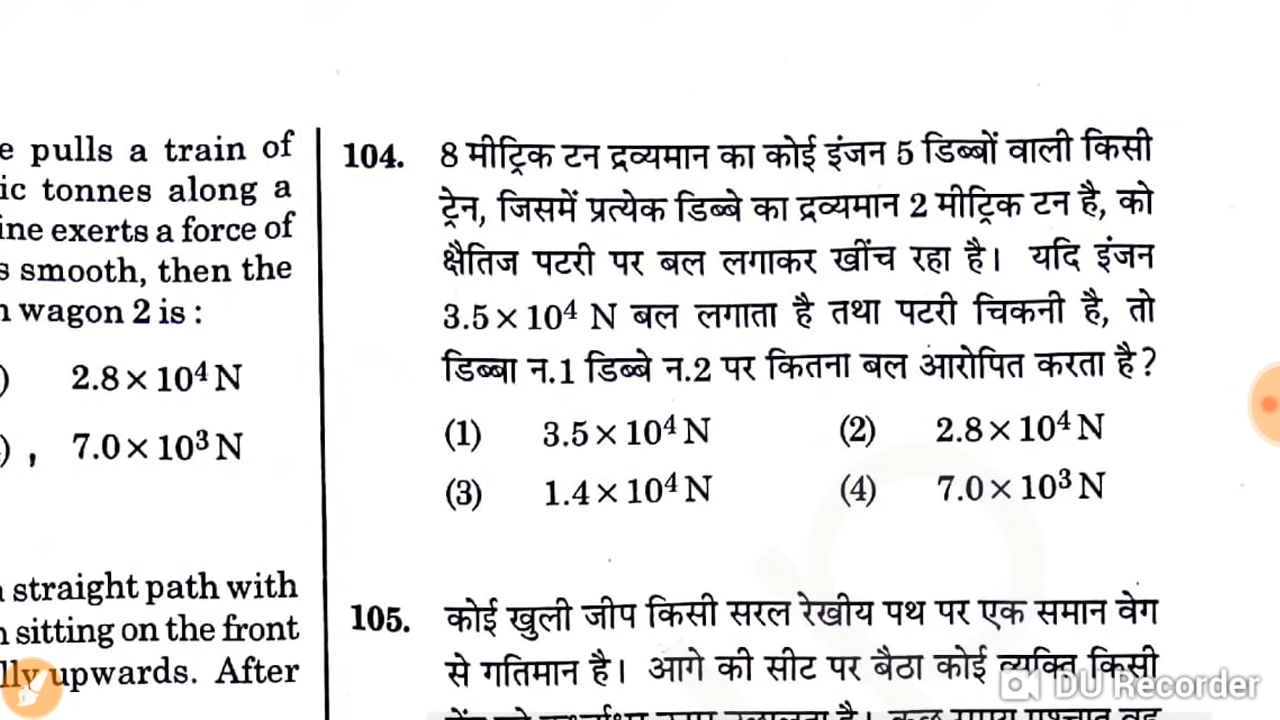 e pulls a train of
ic tonnes along a
ine exerts a force of
s smooth, then the
n wagon 2 is :
) 2.8 × 10⁴ N
) , 7.0 × 10³ N
a straight path with
n sitting on the front
lly upwards. After
104. 8 मीट्रिक टन द्रव्यमान का कोई इंजन 5 डिब्बों वाली किसी
ट्रेन, जिसमें प्रत्येक डिब्बे का द्रव्यमान 2 मीट्रिक टन है, को
क्षैतिज पटरी पर बल लगाकर खींच रहा है। यदि इंजन
3.5 × 10⁴ N बल लगाता है तथा पटरी चिकनी है, तो
डिब्बा न.1 डिब्बे न.2 पर कितना बल आरोपित करता है ?
(1) 3.5 × 10⁴ N (2) 2.8 × 10⁴ N
(3) 1.4 × 10⁴ N (4) 7.0 × 10³ N
105. कोई खुली जीप किसी सरल रेखीय पथ पर एक समान वेग
से गतिमान है। आगे की सीट पर बैठा कोई व्यक्ति किसी
DU Recorder